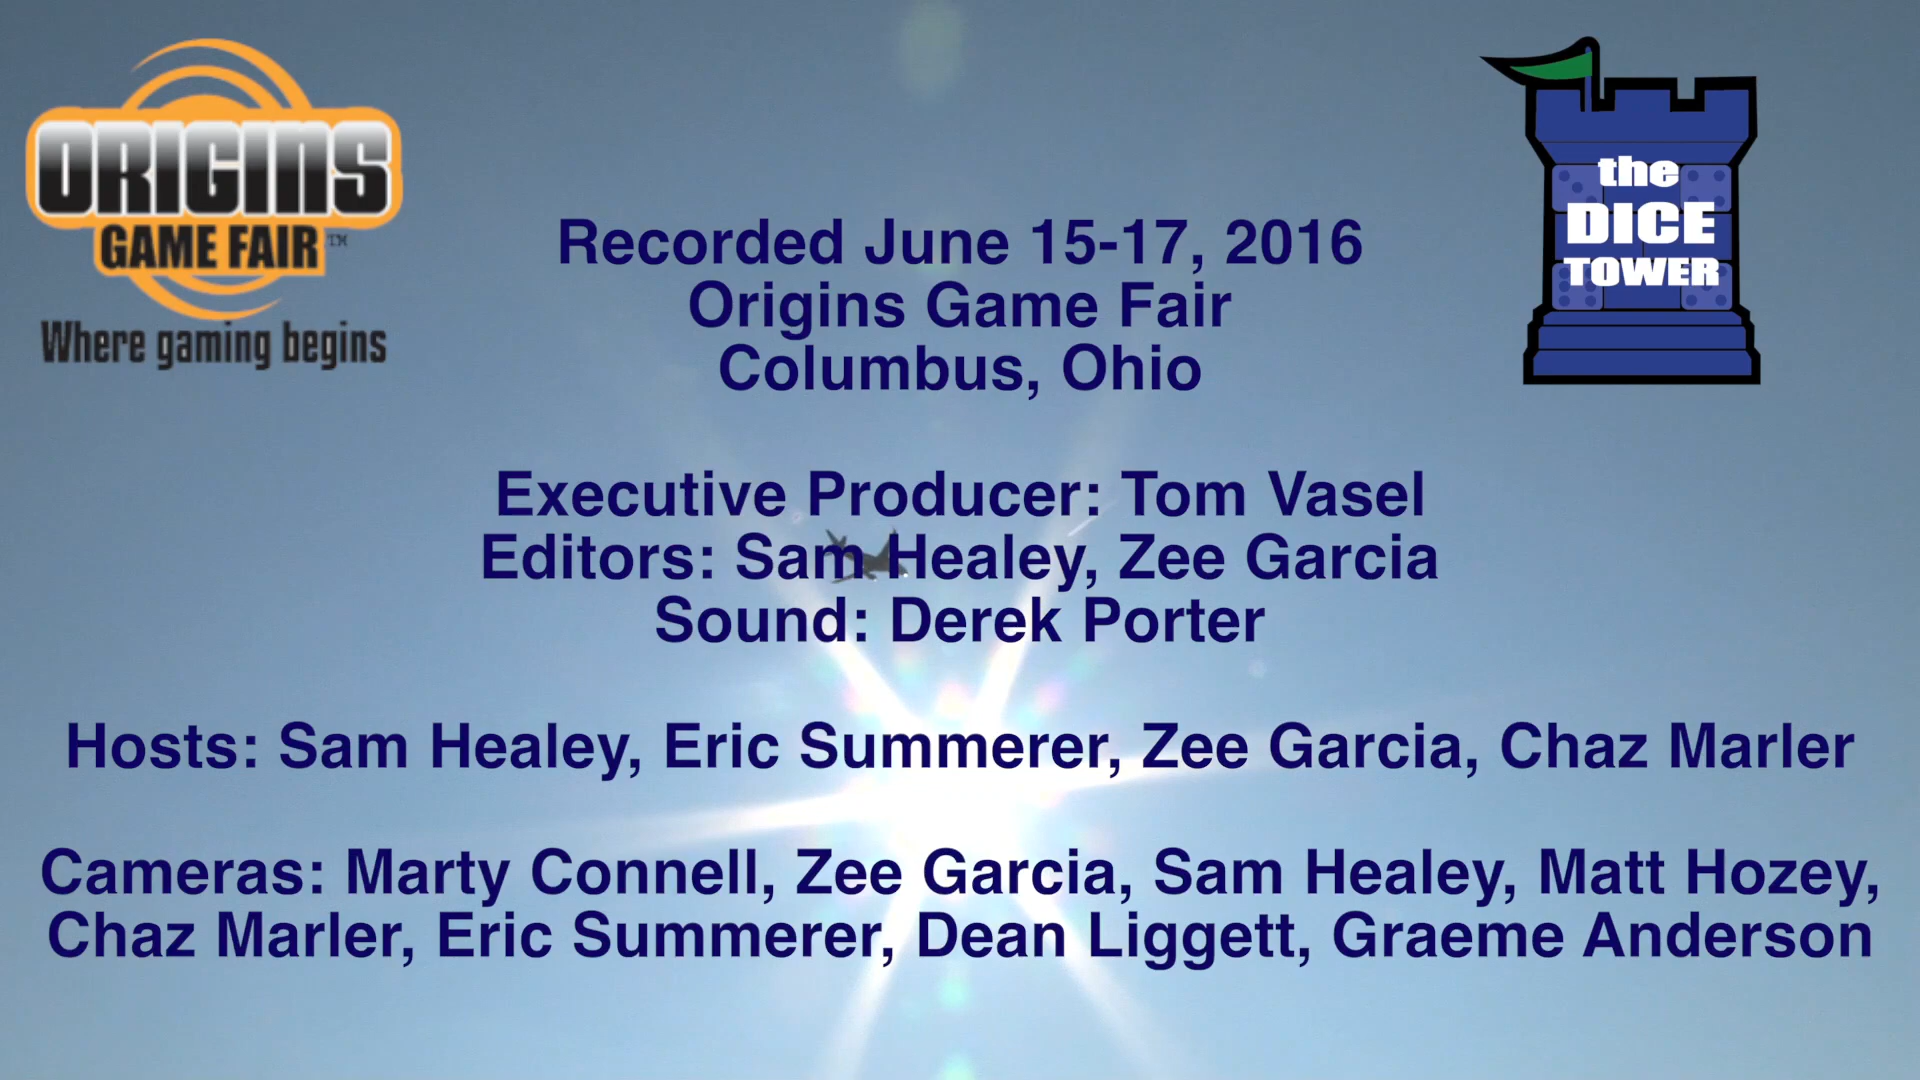 ORIGINS
GAME FAIR™
Where gaming begins
the
DICE
TOWER
Recorded June 15-17, 2016
Origins Game Fair
Columbus, Ohio
Executive Producer: Tom Vasel
Editors: Sam Healey, Zee Garcia
Sound: Derek Porter
Hosts: Sam Healey, Eric Summerer, Zee Garcia, Chaz Marler
Cameras: Marty Connell, Zee Garcia, Sam Healey, Matt Hozey,
Chaz Marler, Eric Summerer, Dean Liggett, Graeme Anderson